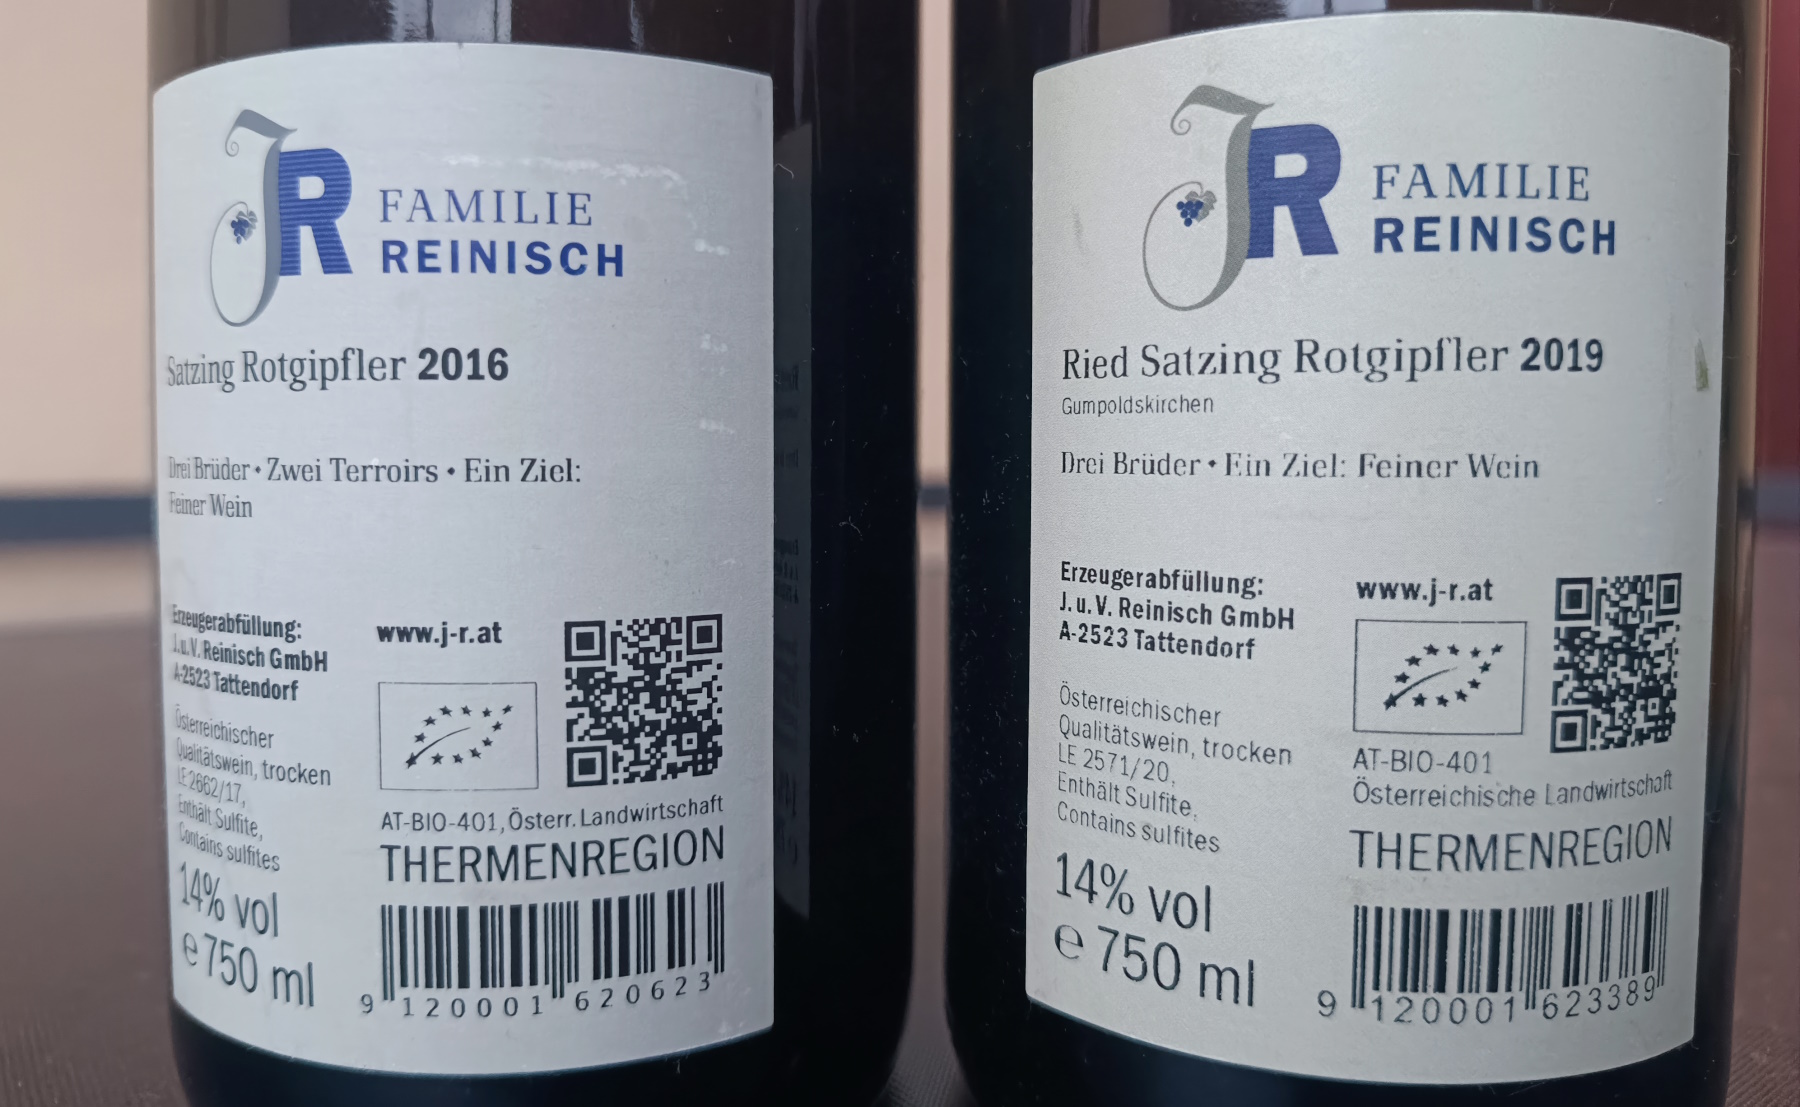 JR
FAMILIE
REINISCH
Satzing Rotgipfler 2016
Drei Brüder • Zwei Terroirs • Ein Ziel:
Feiner Wein
Erzeugerabfüllung:
J.u.V. Reinisch GmbH
A-2523 Tattendorf
Österreichischer
Qualitätswein, trocken
LE 2662/17,
Enthält Sulfite,
Contains sulfites
14% vol
e 750 ml
www.j-r.at
AT-BIO-401, Österr. Landwirtschaft
THERMENREGION
9 120001 620623
JR
FAMILIE
REINISCH
Ried Satzing Rotgipfler 2019
Gumpoldskirchen
Drei Brüder • Ein Ziel: Feiner Wein
Erzeugerabfüllung:
J.u.V. Reinisch GmbH
A-2523 Tattendorf
Österreichischer
Qualitätswein, trocken
LE 2571/20,
Enthält Sulfite,
Contains sulfites
14% vol
e 750 ml
www.j-r.at
AT-BIO-401
Österreichische Landwirtschaft
THERMENREGION
9 120001 623389